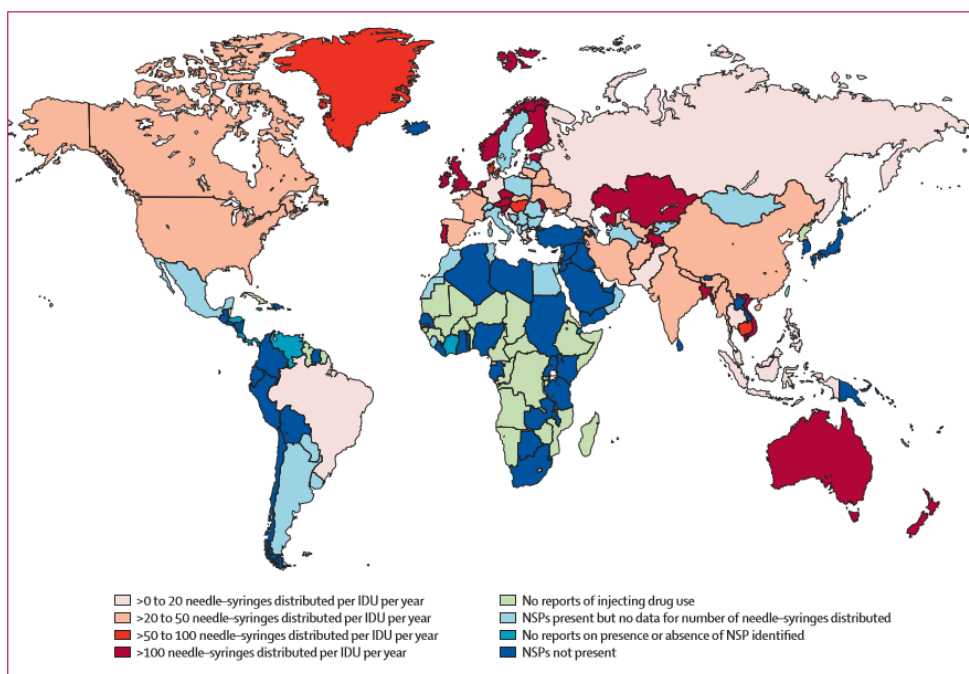 >0 to 20 needle–syringes distributed per IDU per year
>20 to 50 needle–syringes distributed per IDU per year
>50 to 100 needle–syringes distributed per IDU per year
>100 needle–syringes distributed per IDU per year
No reports of injecting drug use
NSPs present but no data for number of needle–syringes distributed
No reports on presence or absence of NSP identified
NSPs not present